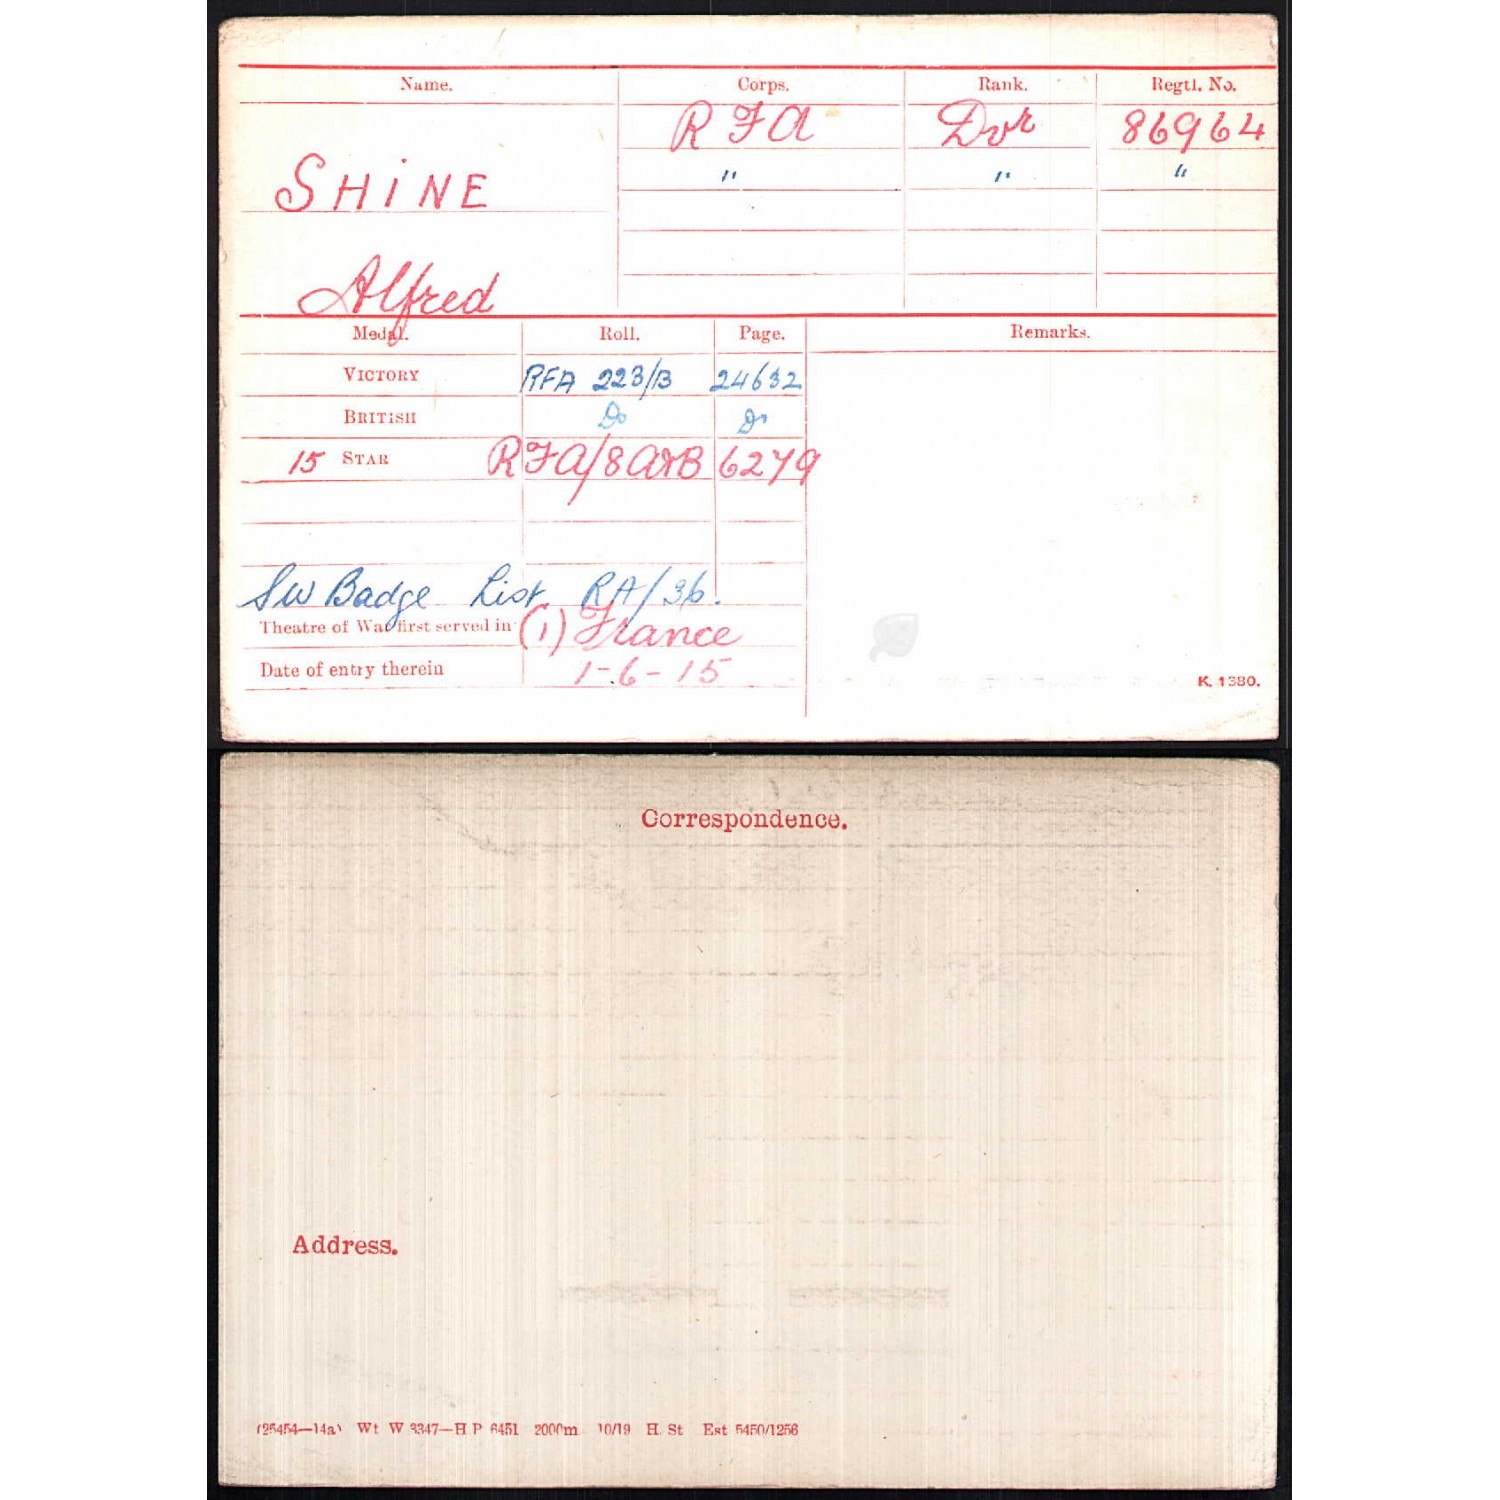 Name. Corps. Rank. Regtl. No.
R F A Dvr 86964
" " "
SHINE
Alfred
Medal. Roll. Page. Remarks.
VICTORY RFA 223/B 24632
BRITISH Do Do
15 STAR RFA/8A&B 6279
SW Badge List RA/36.
Theatre of War first served in (1) France
Date of entry therein 1-6-15
K. 1380.
Correspondence.
Address.
(25454—14a) Wt W 3347—H P 6451 2000m 10/19 H. St Est 5450/1256